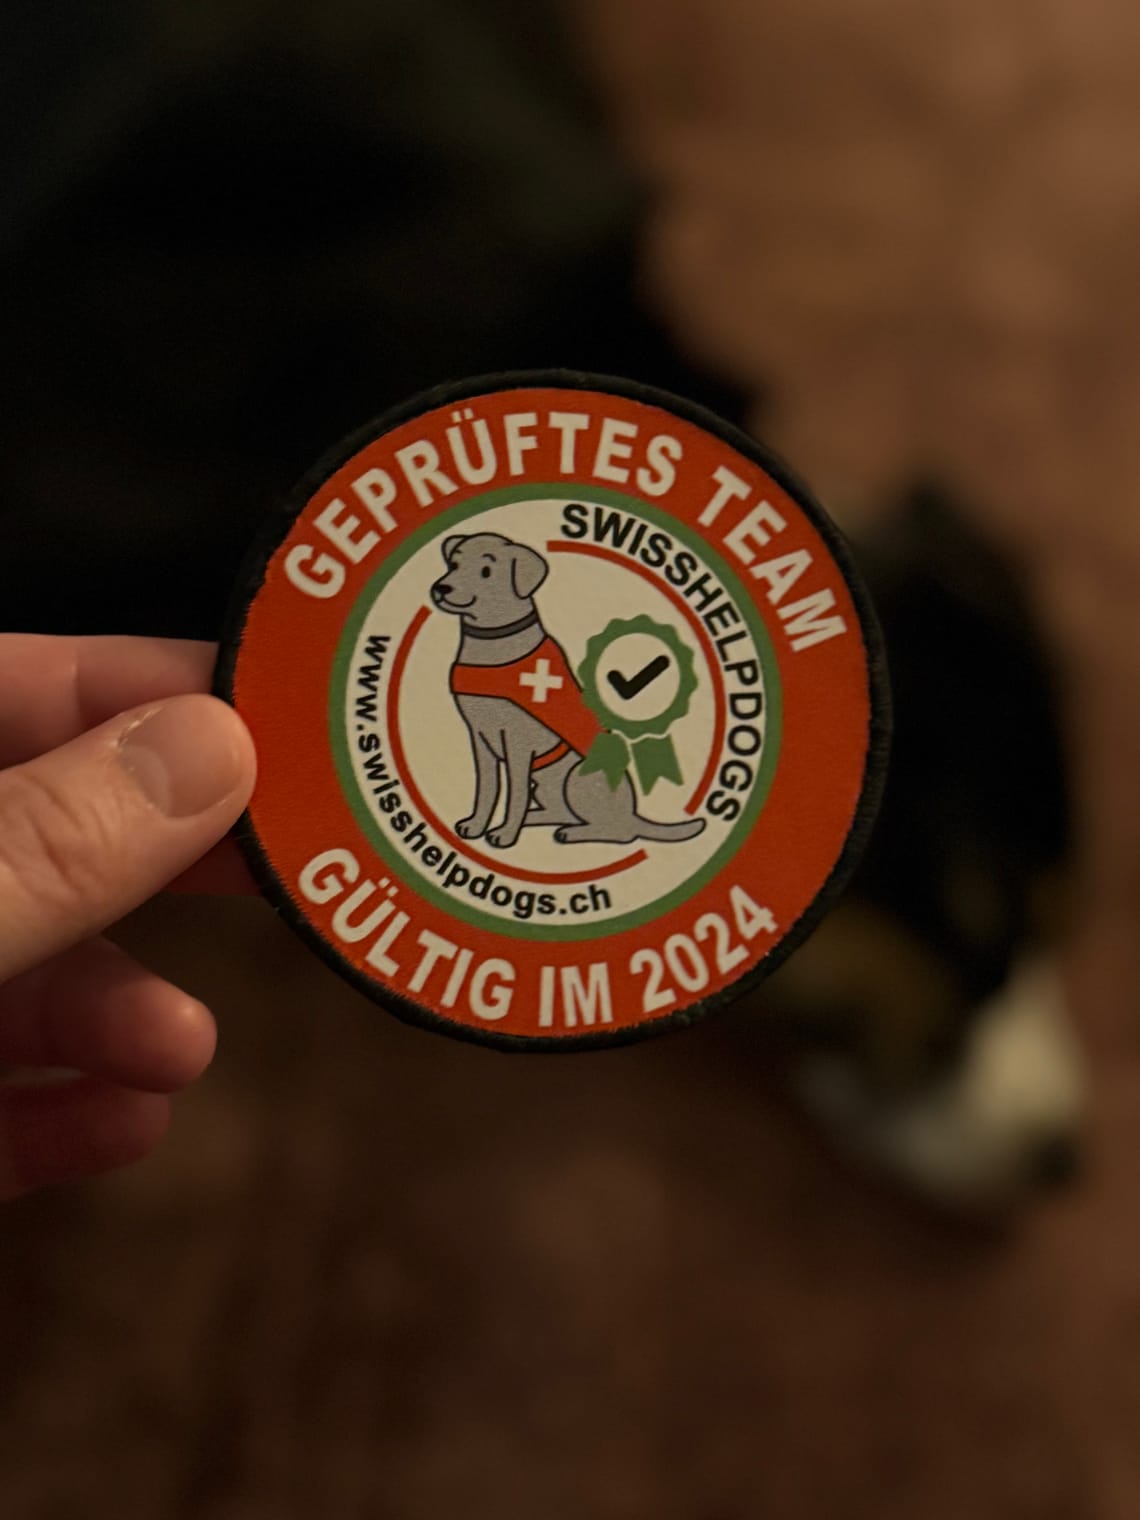 GEPRÜFTES TEAM
SWISSHELPDOGS
www.swisshelpdogs.ch
GÜLTIG IM 2024